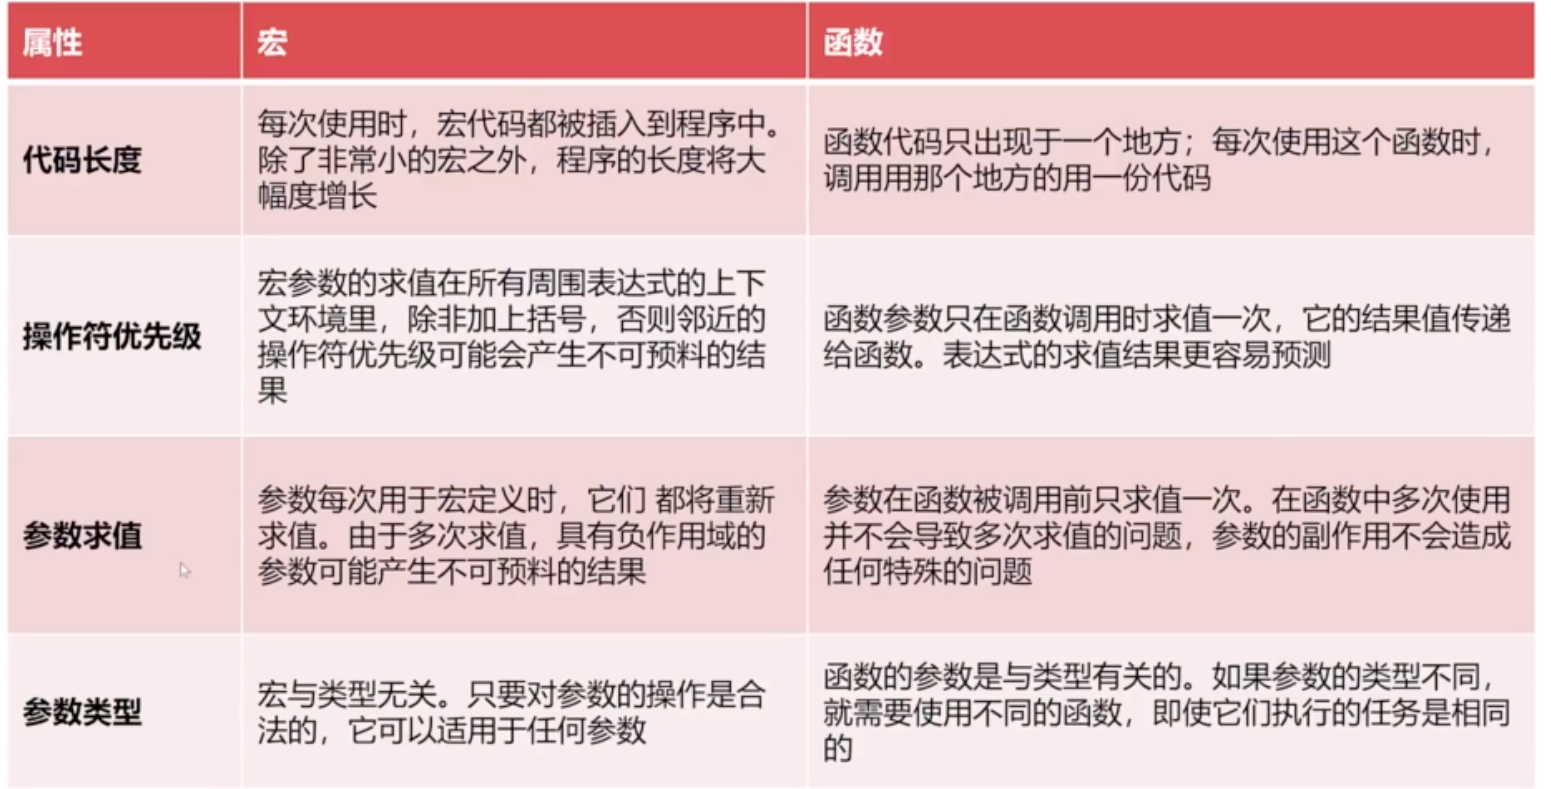 属性
宏
函数
代码长度
每次使用时，宏代码都被插入到程序中。
除了非常小的宏之外，程序的长度将大
幅度增长
函数代码只出现于一个地方；每次使用这个函数时，
调用用那个地方的用一份代码
操作符优先级
宏参数的求值在所有周围表达式的上下
文环境里，除非加上括号，否则邻近的
操作符优先级可能会产生不可预料的结
果
函数参数只在函数调用时求值一次，它的结果值传递
给函数。表达式的求值结果更容易预测
参数求值
参数每次用于宏定义时，它们 都将重新
求值。由于多次求值，具有负作用域的
参数可能产生不可预料的结果
参数在函数被调用前只求值一次。在函数中多次使用
并不会导致多次求值的问题，参数的副作用不会造成
任何特殊的问题
参数类型
宏与类型无关。只要对参数的操作是合
法的，它可以适用于任何参数
函数的参数是与类型有关的。如果参数的类型不同，
就需要使用不同的函数，即使它们执行的任务是相同
的